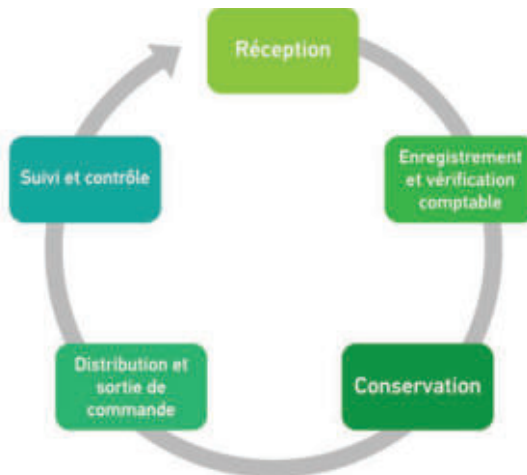 Réception
Enregistrement
et vérification
comptable
Conservation
Distribution et
sortie de
commande
Suivi et contrôle